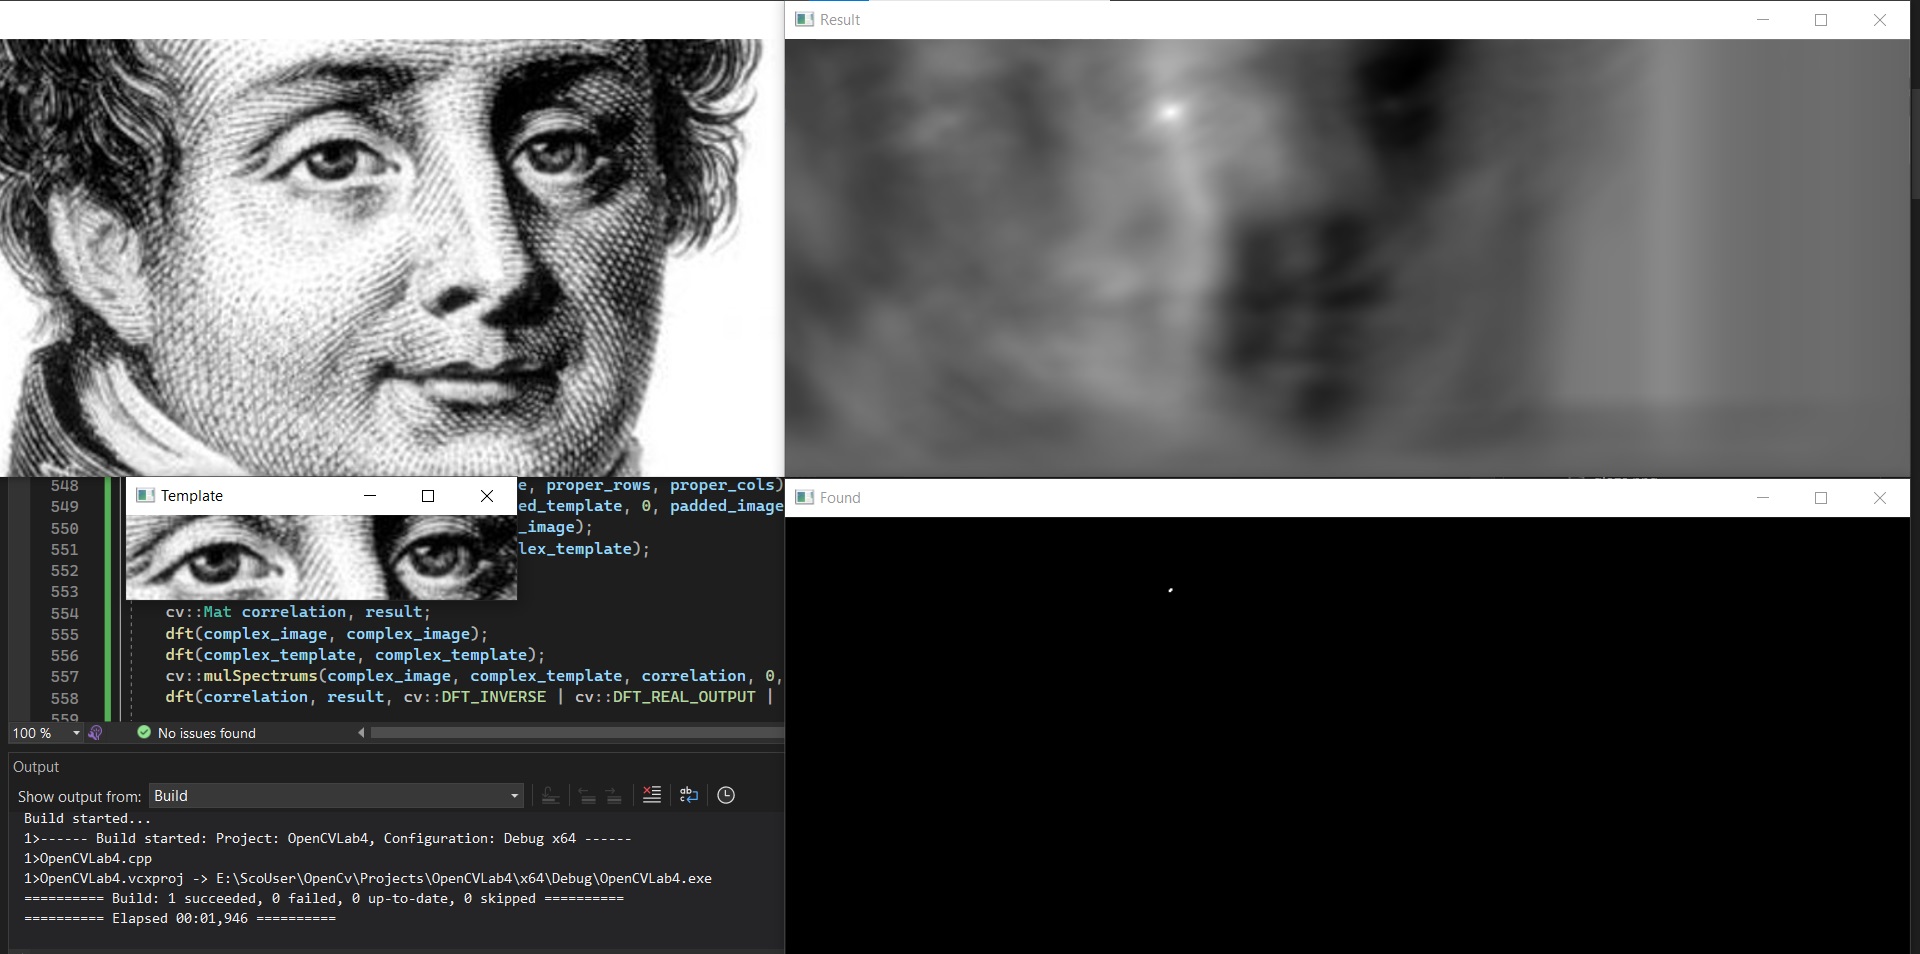 Result
548
e, proper_rows, proper_cols)
Template
549
ed_template, 0, padded_image
Found
550
_image);
551
lex_template);
552
553
554 cv::Mat correlation, result;
555 dft(complex_image, complex_image);
556 dft(complex_template, complex_template);
557 cv::mulSpectrums(complex_image, complex_template, correlation, 0,
558 dft(correlation, result, cv::DFT_INVERSE | cv::DFT_REAL_OUTPUT |
559
100 % No issues found
Output
Show output from: Build
Build started...
1>------ Build started: Project: OpenCVLab4, Configuration: Debug x64 ------
1>OpenCVLab4.cpp
1>OpenCVLab4.vcxproj -> E:\ScoUser\OpenCv\Projects\OpenCVLab4\x64\Debug\OpenCVLab4.exe
========== Build: 1 succeeded, 0 failed, 0 up-to-date, 0 skipped ==========
========== Elapsed 00:01,946 ==========